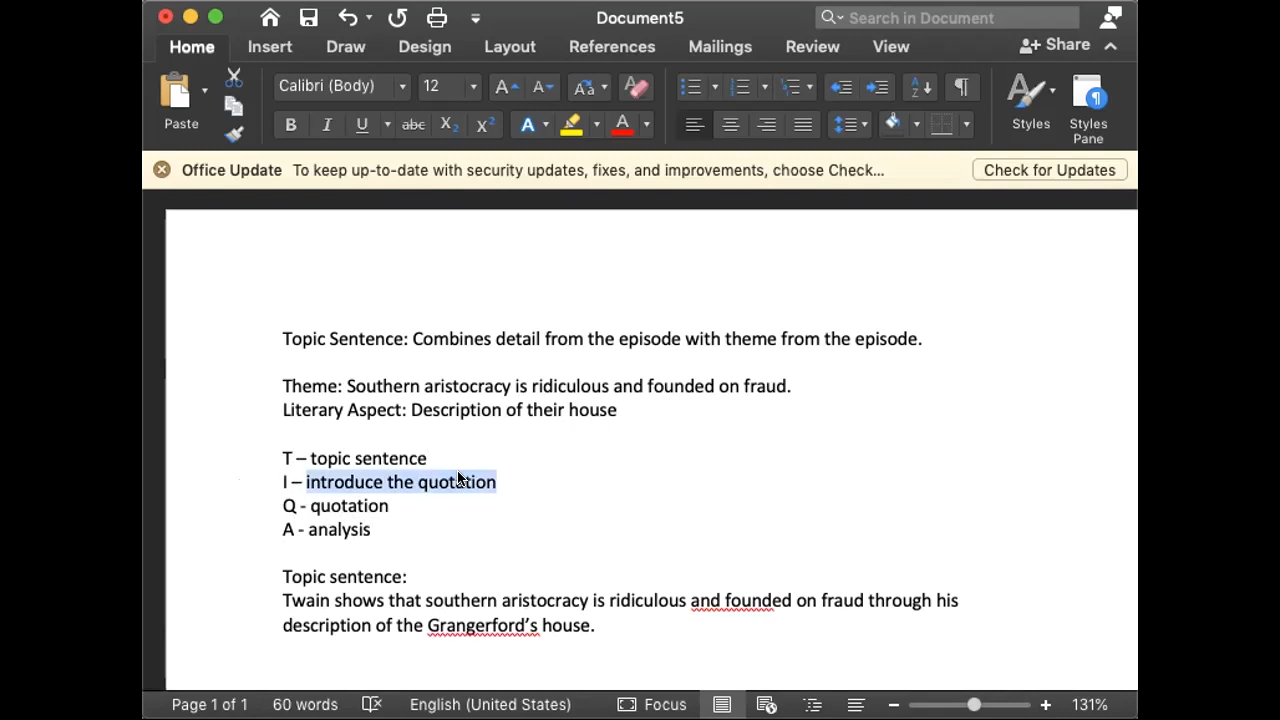 Document5
Search in Document
Home Insert Draw Design Layout References Mailings Review View Share
Paste
Calibri (Body) 12
Styles
Styles Pane
Office Update To keep up-to-date with security updates, fixes, and improvements, choose Check... Check for Updates
Topic Sentence: Combines detail from the episode with theme from the episode.
Theme: Southern aristocracy is ridiculous and founded on fraud.
Literary Aspect: Description of their house
T – topic sentence
I – introduce the quotation
Q - quotation
A - analysis
Topic sentence:
Twain shows that southern aristocracy is ridiculous and founded on fraud through his
description of the Grangerford’s house.
Page 1 of 1 60 words English (United States) Focus 131%